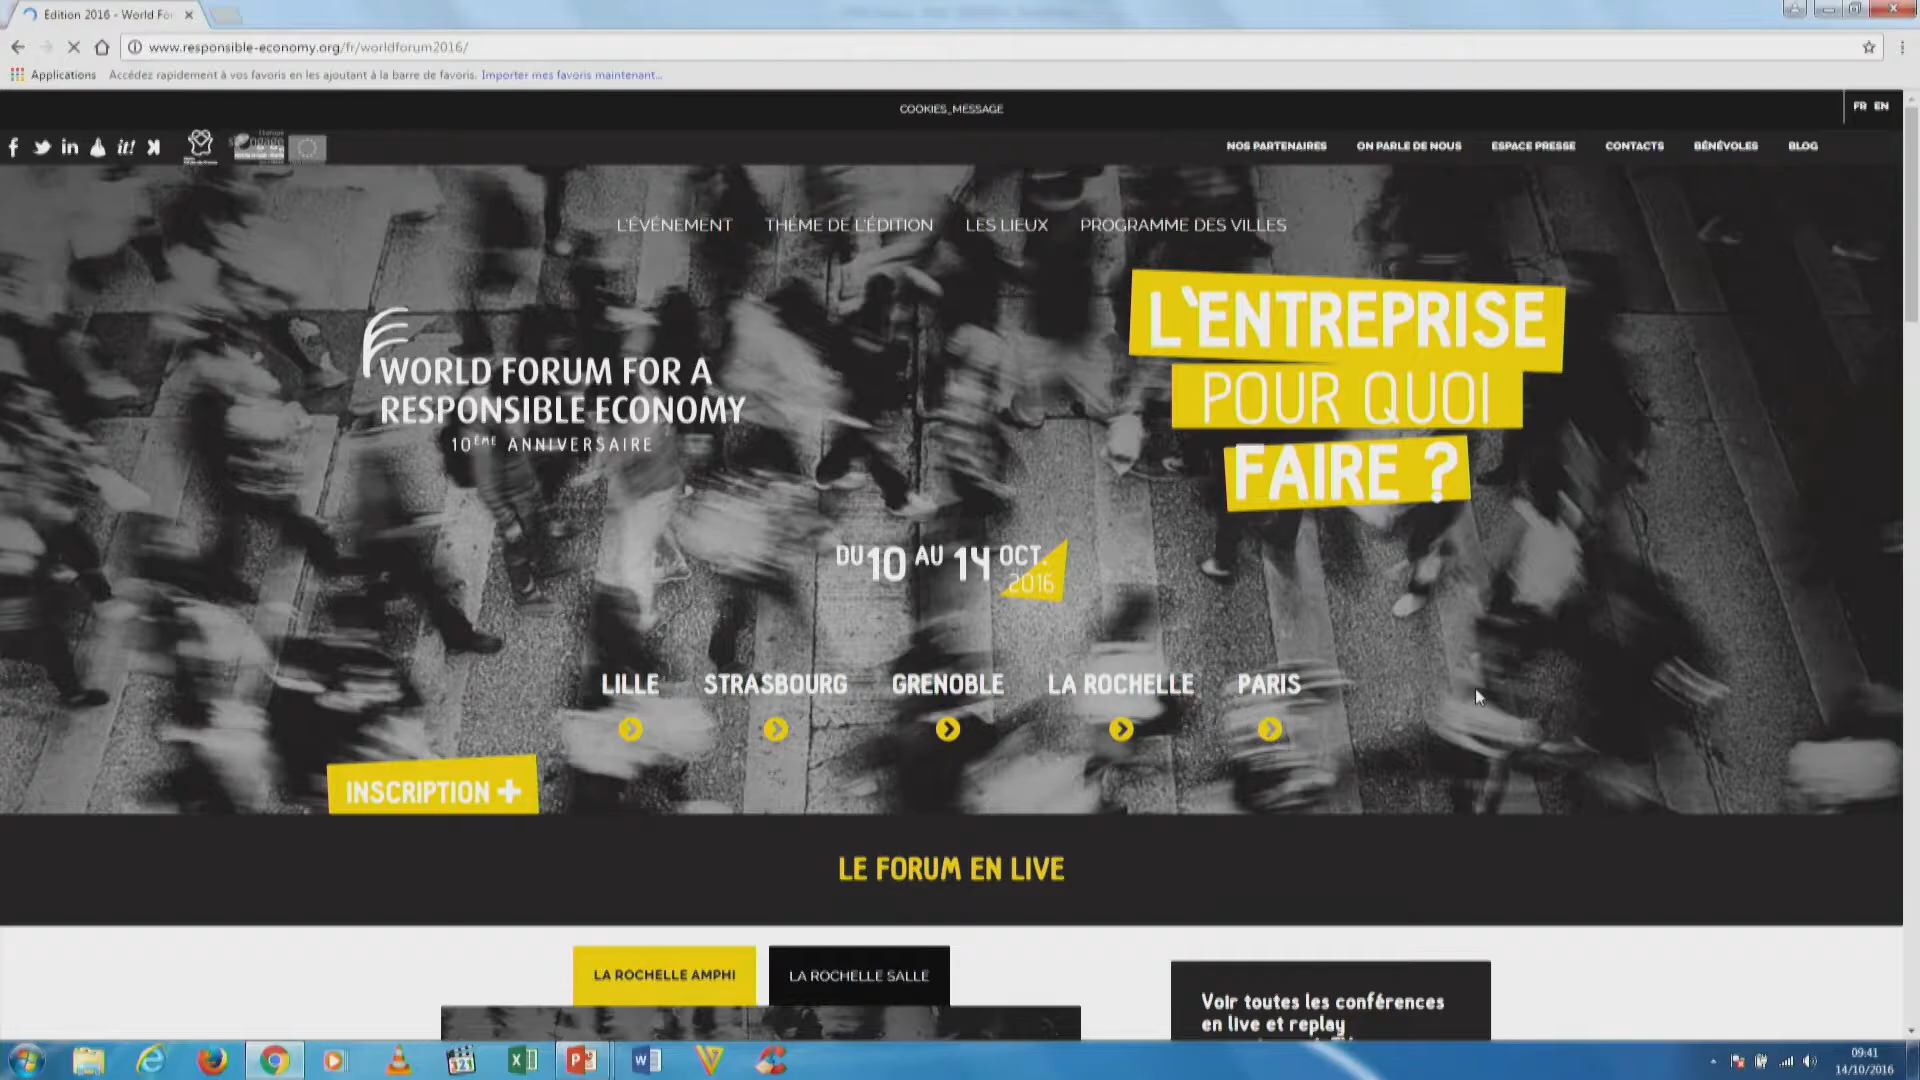 Édition 2016 - World Fo
www.responsible-economy.org/fr/worldforum2016/
Applications Accédez rapidement à vos favoris en les ajoutant à la barre de favoris. Importer mes favoris maintenant...
COOKIES_MESSAGE
FR EN
f in it!
NOS PARTENAIRES ON PARLE DE NOUS ESPACE PRESSE CONTACTS BÉNÉVOLES BLOG
L'ÉVÉNEMENT THÈME DE L'ÉDITION LES LIEUX PROGRAMME DES VILLES
WORLD FORUM FOR A
RESPONSIBLE ECONOMY
10ÈME ANNIVERSAIRE
L'ENTREPRISE
POUR QUOI
FAIRE ?
DU 10 AU 14 OCT.
2016
LILLE STRASBOURG GRENOBLE LA ROCHELLE PARIS
INSCRIPTION +
LE FORUM EN LIVE
LA ROCHELLE AMPHI LA ROCHELLE SALLE
Voir toutes les conférences
en live et replay
09:41
14/10/2016